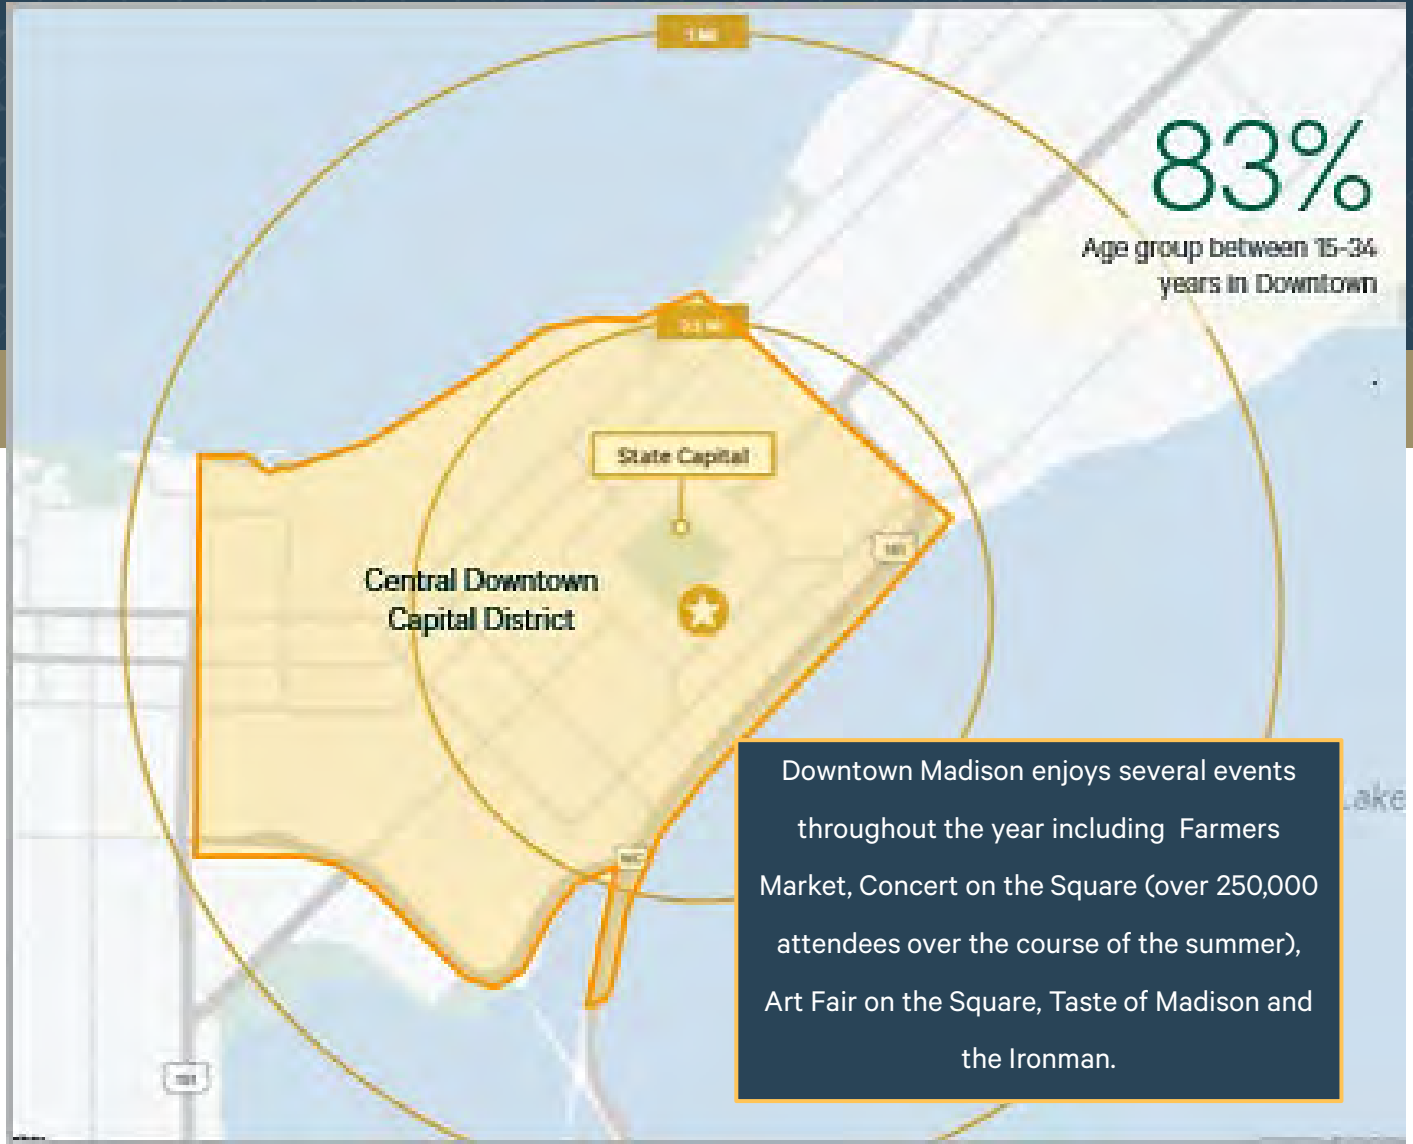 1 Mi
83%
Age group between 15-34
years in Downtown
State Capital
Central Downtown
Capital District
Downtown Madison enjoys several events
throughout the year including Farmers
Market, Concert on the Square (over 250,000
attendees over the course of the summer),
Art Fair on the Square, Taste of Madison and
the Ironman.